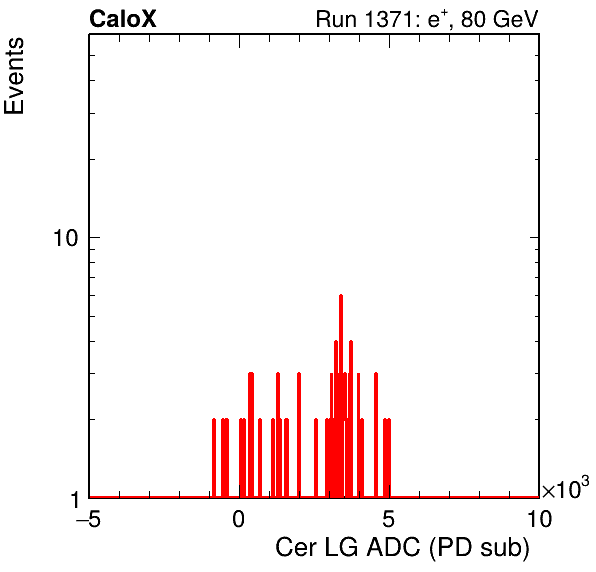 CaloX Run 1371: e⁺, 80 GeV
Events
10
1
−5 0 5 10
×10³
Cer LG ADC (PD sub)